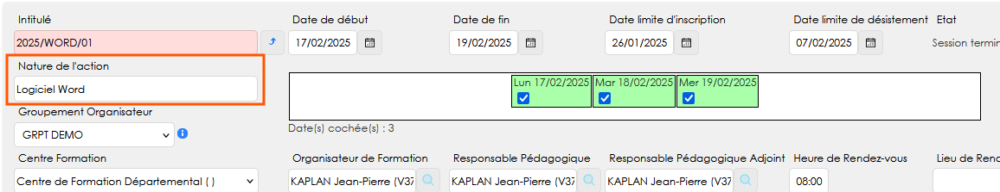 Intitulé Date de début Date de fin Date limite d'inscription Date limite de désistement Etat
2025/WORD/01 17/02/2025 19/02/2025 26/01/2025 07/02/2025 Session termin
Nature de l'action
Logiciel Word
Lun 17/02/2025 Mar 18/02/2025 Mer 19/02/2025
Groupement Organisateur
Date(s) cochée(s) : 3
GRPT DEMO
Centre Formation Organisateur de Formation Responsable Pédagogique Responsable Pédagogique Adjoint Heure de Rendez-vous Lieu de Rend
Centre de Formation Départemental ( ) KAPLAN Jean-Pierre (V37 KAPLAN Jean-Pierre (V37 KAPLAN Jean-Pierre (V37 08:00